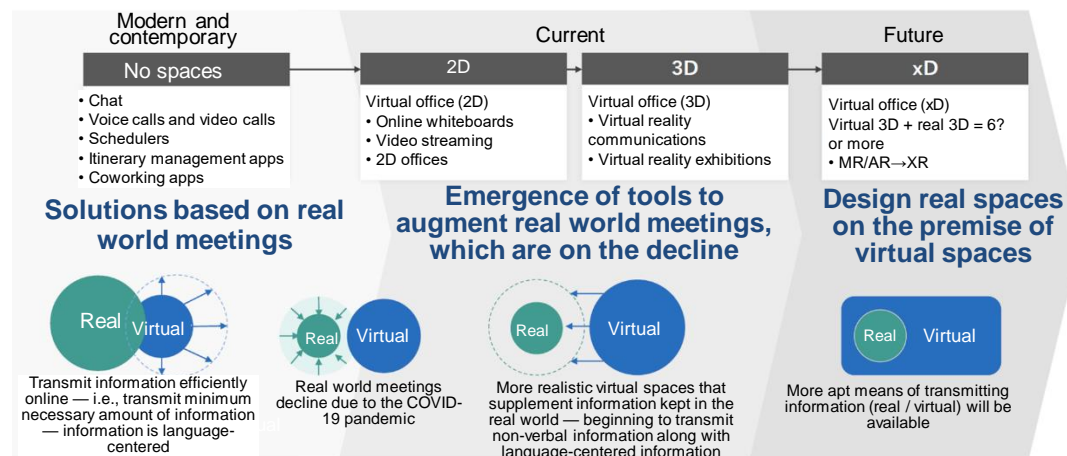 Modern and
contemporary
Current
Future
No spaces
2D
3D
xD
• Chat
• Voice calls and video calls
• Schedulers
• Itinerary management apps
• Coworking apps
Virtual office (2D)
• Online whiteboards
• Video streaming
• 2D offices
Virtual office (3D)
• Virtual reality
communications
• Virtual reality exhibitions
Virtual office (xD)
Virtual 3D + real 3D = 6?
or more
• MR/AR→XR
Solutions based on real
world meetings
Emergence of tools to
augment real world meetings,
which are on the decline
Design real spaces
on the premise of
virtual spaces
Real
Virtual
Real
Virtual
Real
Virtual
Real
Virtual
Transmit information efficiently
online — i.e., transmit minimum
necessary amount of information
— information is language-
centered
Real world meetings
decline due to the COVID-
19 pandemic
More realistic virtual spaces that
supplement information kept in the
real world — beginning to transmit
non-verbal information along with
language-centered information
More apt means of transmitting
information (real / virtual) will be
available